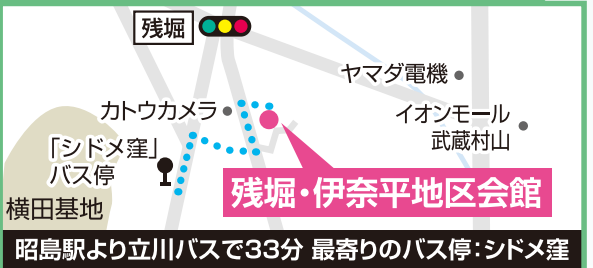 残堀
ヤマダ電機
カトウカメラ
イオンモール
武蔵村山
「シドメ窪」
バス停
残堀・伊奈平地区会館
横田基地
昭島駅より立川バスで33分 最寄りのバス停：シドメ窪